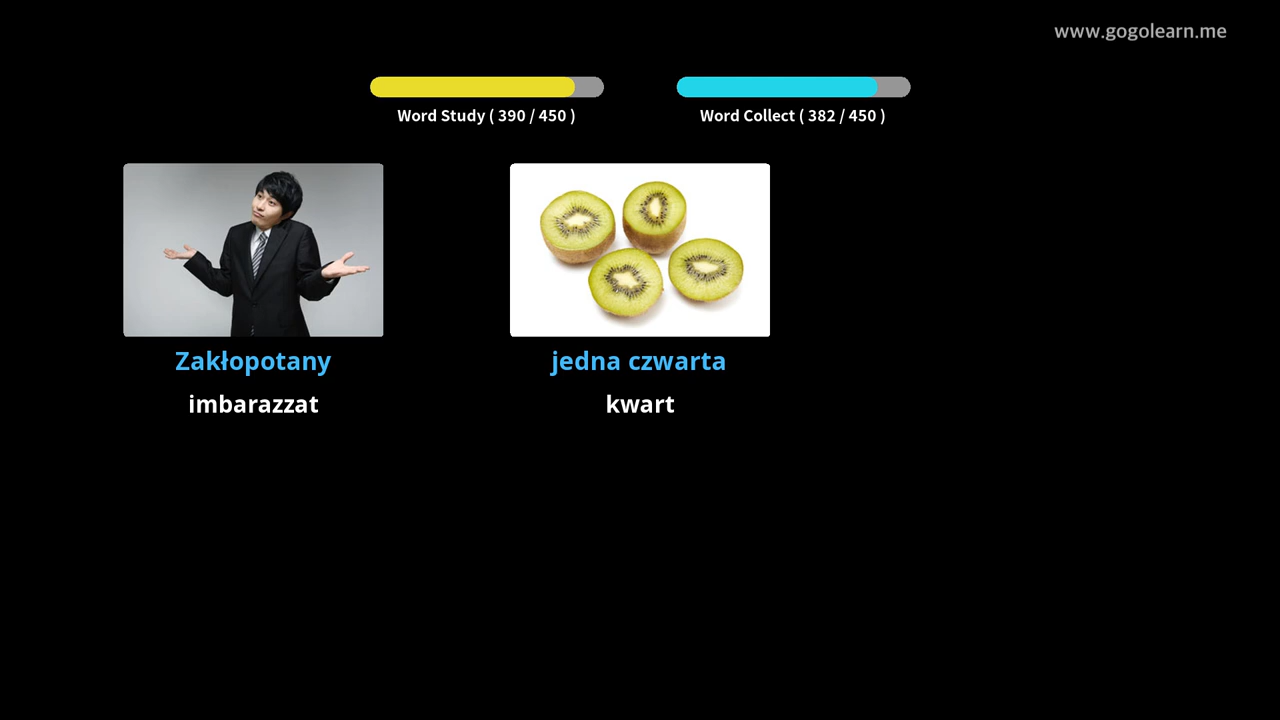 www.gogolearn.me
Word Study ( 390 / 450 )
Word Collect ( 382 / 450 )
Zakłopotany
jedna czwarta
imbarazzat
kwart